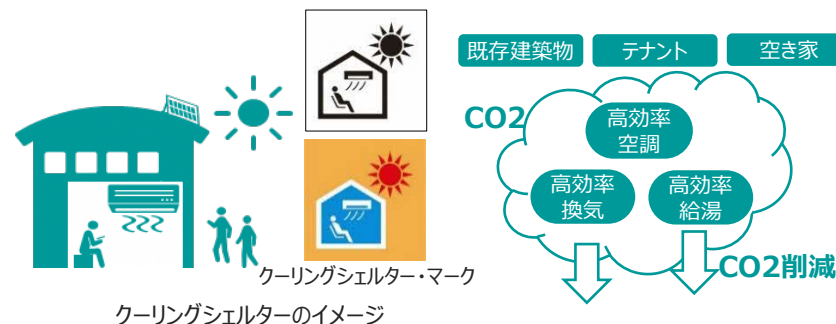 既存建築物
テナント
空き家
CO2
高効率
空調
高効率
換気
高効率
給湯
CO2削減
クーリングシェルター・マーク
クーリングシェルターのイメージ